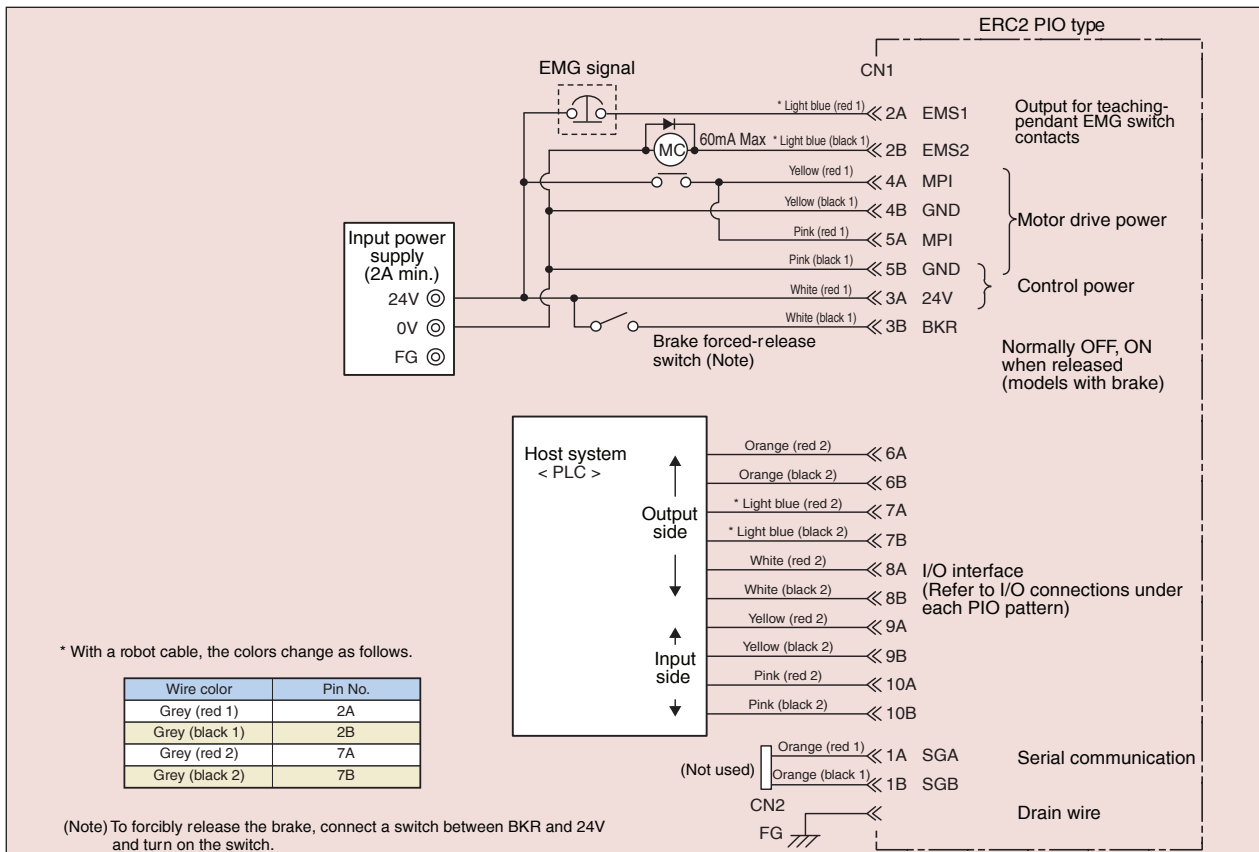 ERC2 PIO type
CN1
EMG signal
* Light blue (red 1)
2A EMS1
Output for teaching-
pendant EMG switch
contacts
MC
60mA Max
* Light blue (black 1)
2B EMS2
Yellow (red 1)
4A MPI
Yellow (black 1)
4B GND
Motor drive power
Pink (red 1)
5A MPI
Pink (black 1)
5B GND
Control power
White (red 1)
3A 24V
White (black 1)
3B BKR
Input power
supply
(2A min.)
24V
0V
FG
Brake forced-release
switch (Note)
Normally OFF, ON
when released
(models with brake)
Host system
< PLC >
Output
side
Input
side
Orange (red 2)
6A
Orange (black 2)
6B
* Light blue (red 2)
7A
* Light blue (black 2)
7B
White (red 2)
8A
White (black 2)
8B
Yellow (red 2)
9A
Yellow (black 2)
9B
Pink (red 2)
10A
Pink (black 2)
10B
I/O interface
(Refer to I/O connections under
each PIO pattern)
* With a robot cable, the colors change as follows.
Wire color Pin No.
Grey (red 1) 2A
Grey (black 1) 2B
Grey (red 2) 7A
Grey (black 2) 7B
(Not used)
Orange (red 1)
1A SGA
Serial communication
Orange (black 1)
1B SGB
CN2
FG
Drain wire
(Note) To forcibly release the brake, connect a switch between BKR and 24V
and turn on the switch.